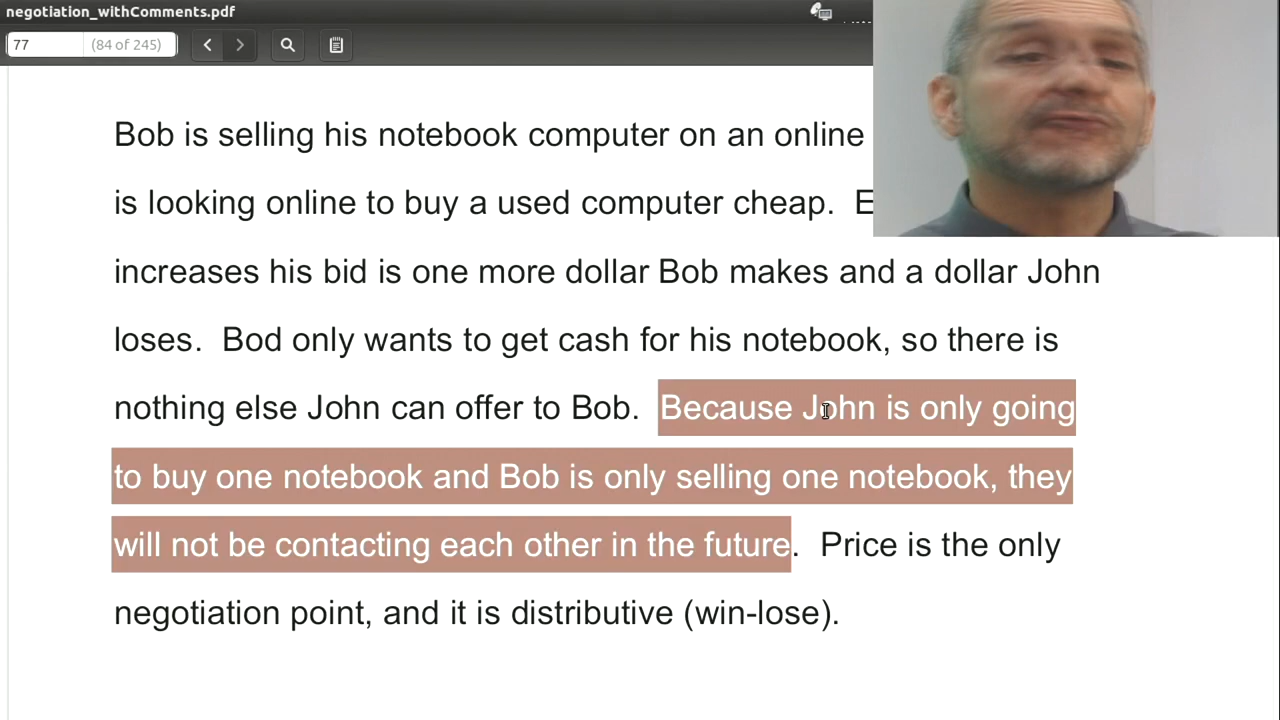 negotiation_withComments.pdf
77 (84 of 245)
Bob is selling his notebook computer on an online
is looking online to buy a used computer cheap. E
increases his bid is one more dollar Bob makes and a dollar John
loses. Bod only wants to get cash for his notebook, so there is
nothing else John can offer to Bob. Because John is only going
to buy one notebook and Bob is only selling one notebook, they
will not be contacting each other in the future. Price is the only
negotiation point, and it is distributive (win-lose).